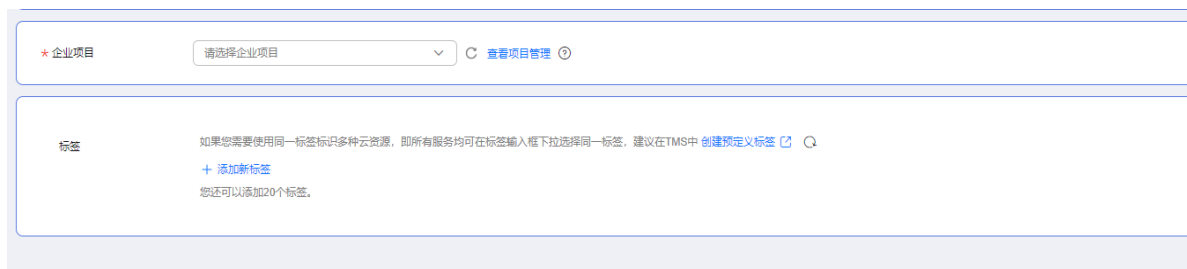 * 企业项目 请选择企业项目 查看项目管理 ?
标签 如果您需要使用同一标签标识多种云资源，即所有服务均可在标签输入框下拉选择同一标签，建议在TMS中 创建预定义标签
+ 添加新标签
您还可以添加20个标签。